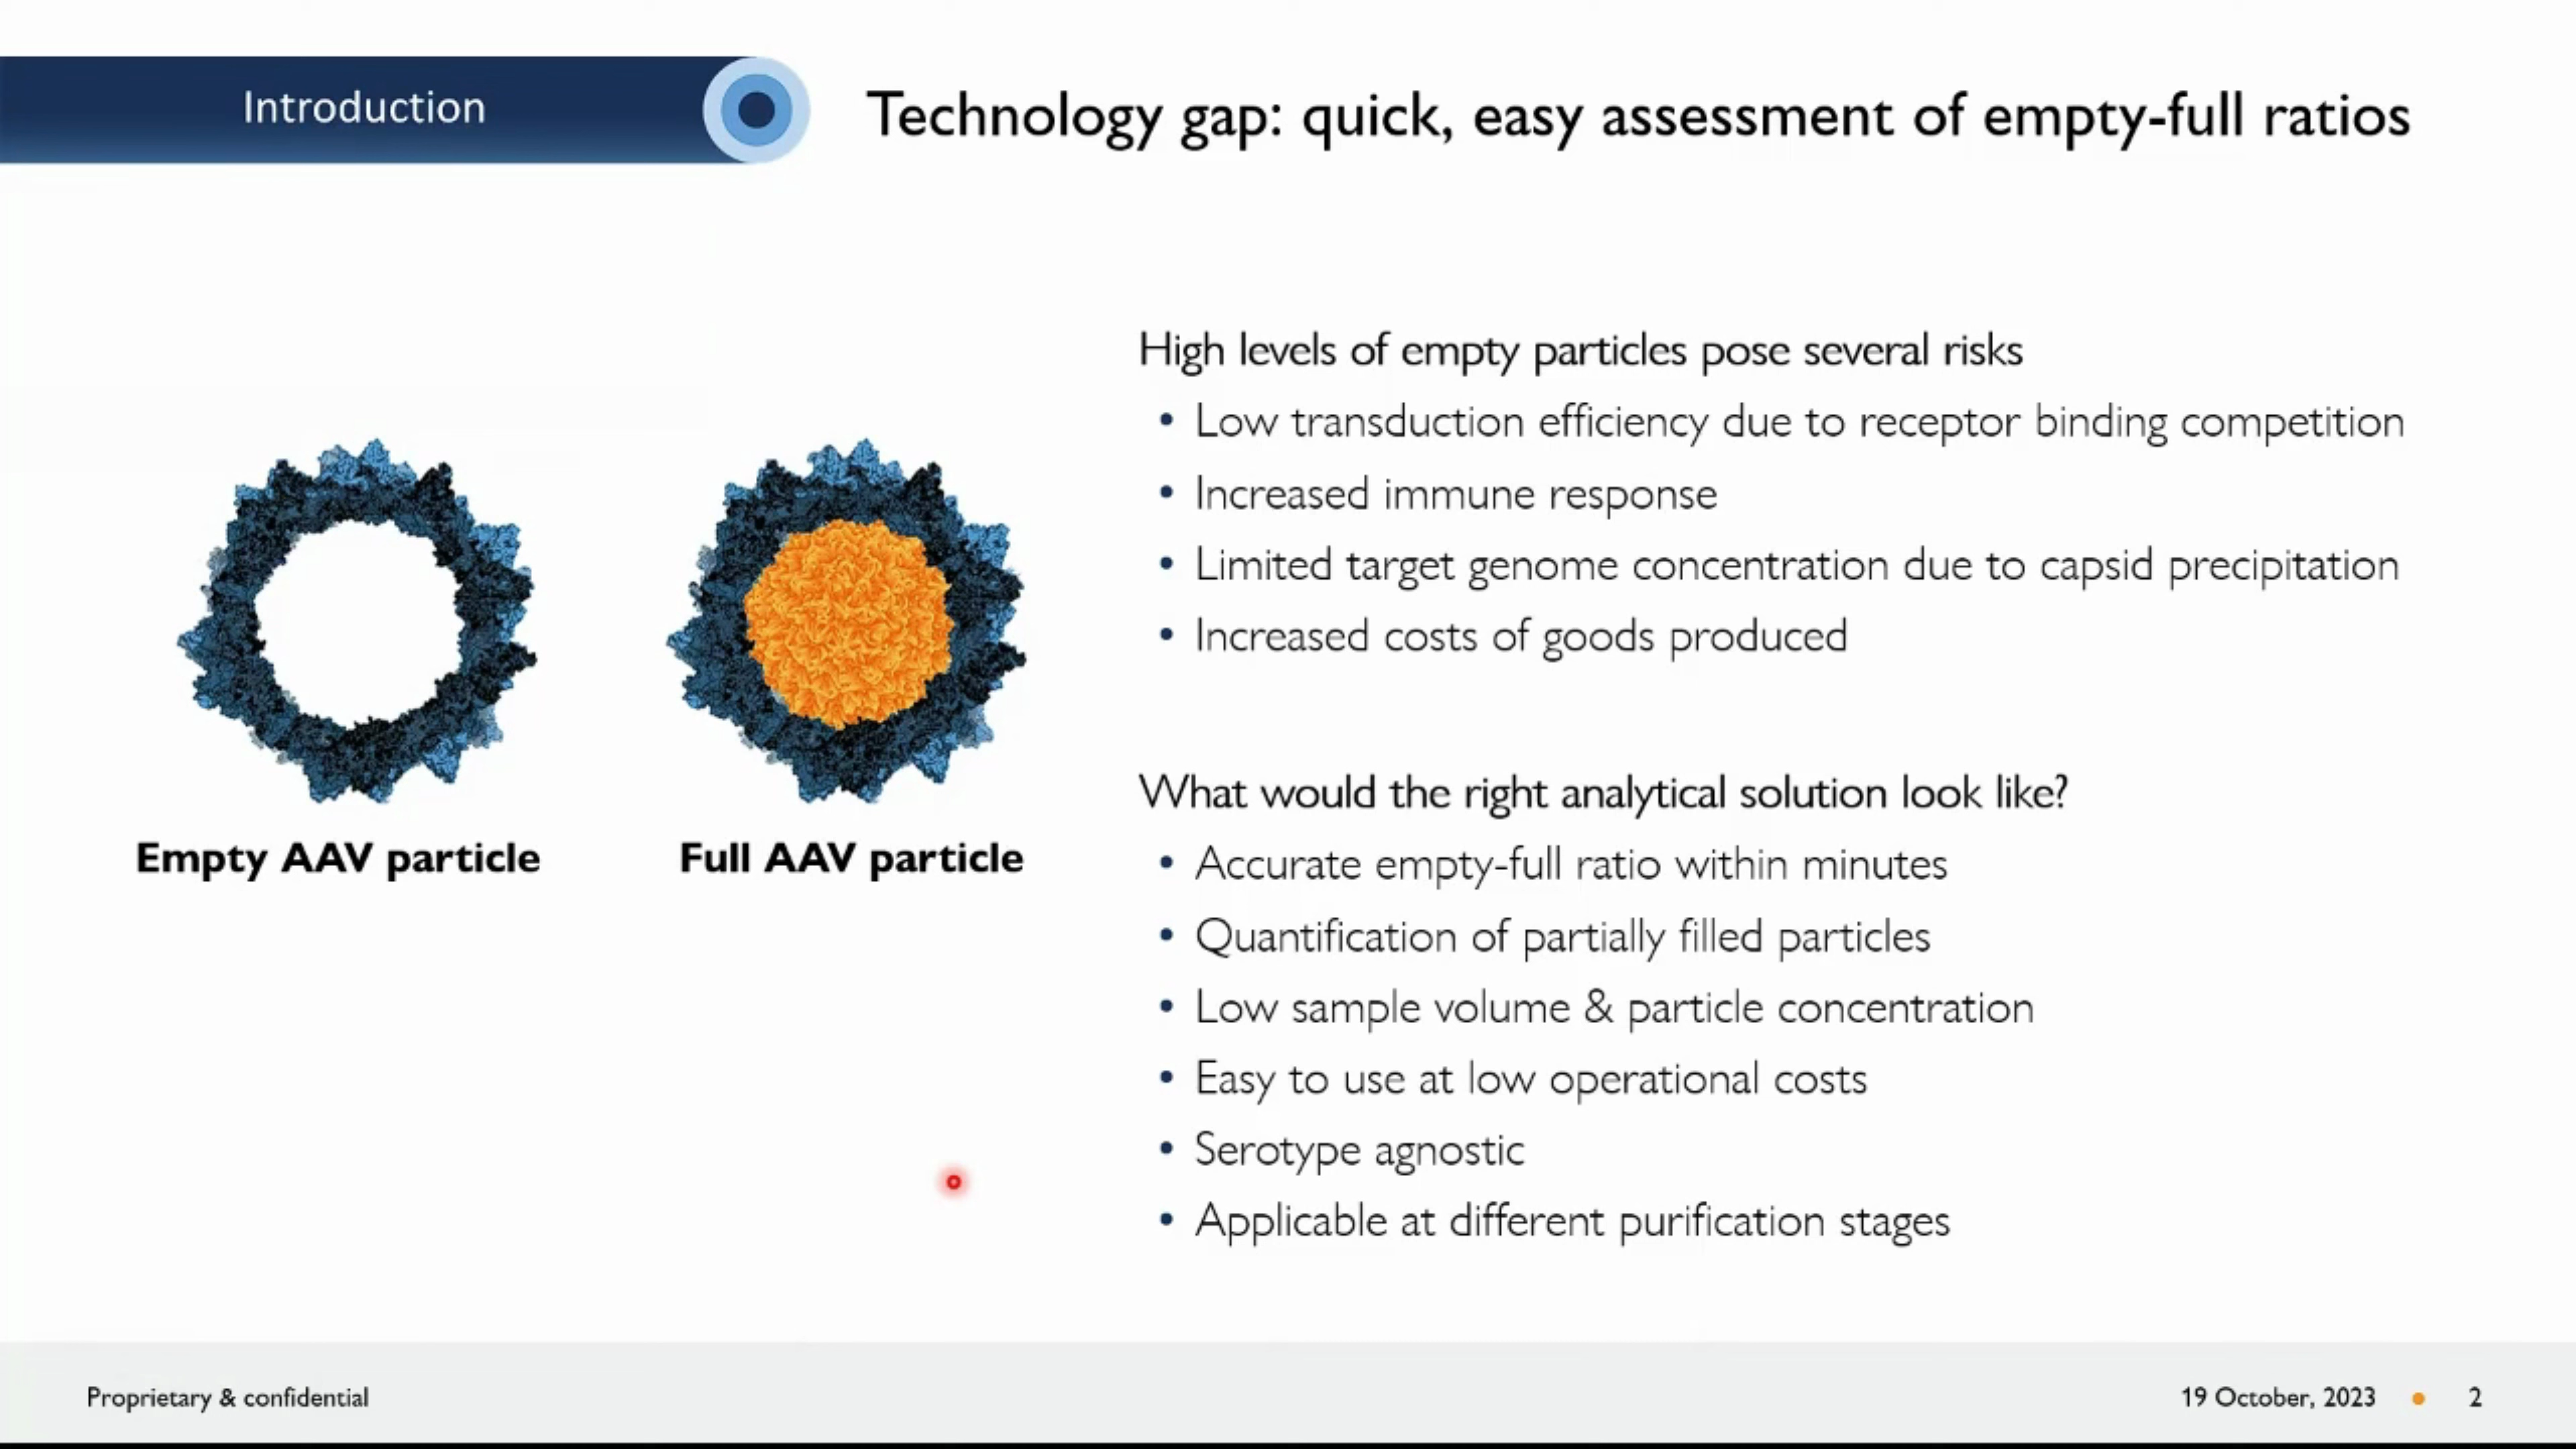 Introduction
Technology gap: quick, easy assessment of empty-full ratios
High levels of empty particles pose several risks
• Low transduction efficiency due to receptor binding competition
• Increased immune response
• Limited target genome concentration due to capsid precipitation
• Increased costs of goods produced
Empty AAV particle
Full AAV particle
What would the right analytical solution look like?
• Accurate empty-full ratio within minutes
• Quantification of partially filled particles
• Low sample volume & particle concentration
• Easy to use at low operational costs
• Serotype agnostic
• Applicable at different purification stages
Proprietary & confidential
19 October, 2023 • 2